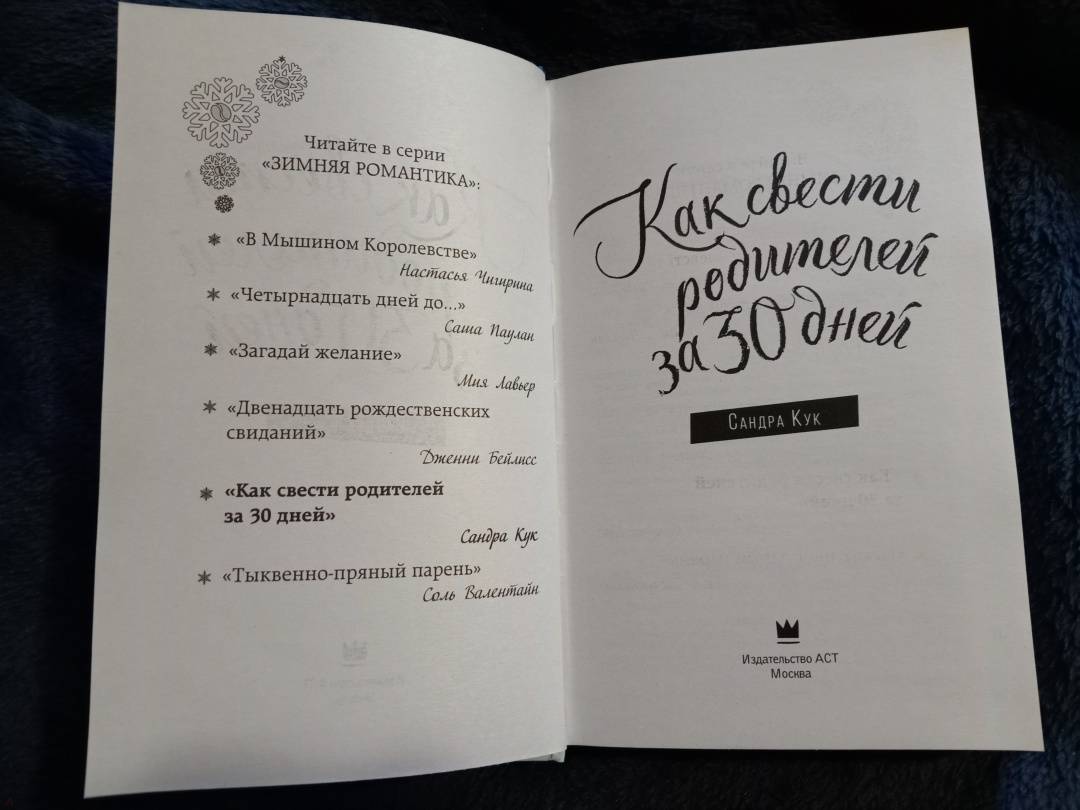 Читайте в серии
«ЗИМНЯЯ РОМАНТИКА»:
«В Мышином Королевстве»
Настасья Чигирина
«Четырнадцать дней до...»
Саша Паулан
«Загадай желание»
Мия Лавьер
«Двенадцать рождественских
свиданий»
Дженни Бейлисс
«Как свести родителей
за 30 дней»
Сандра Кук
«Тыквенно-пряный парень»
Соль Валентайн
Как свести
родителей
за 30 дней
Сандра Кук
Издательство АСТ
Москва